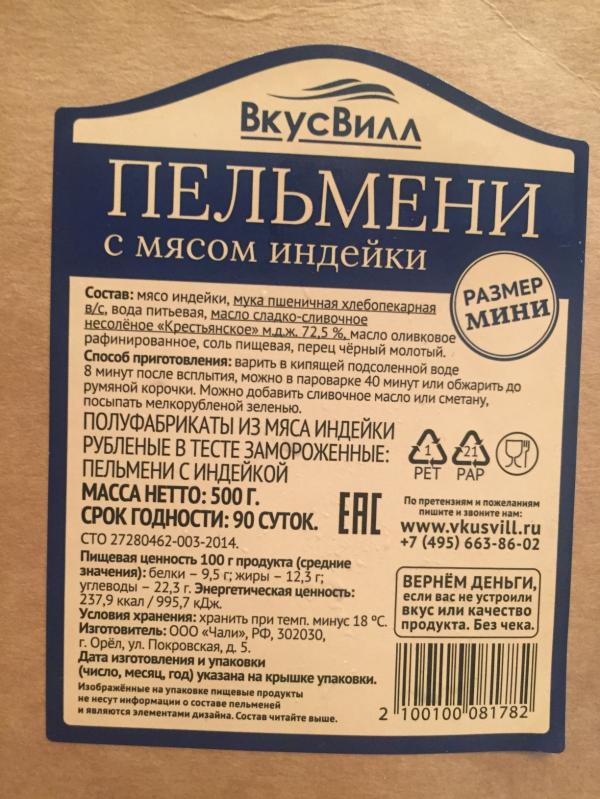 ВкусВилл
ПЕЛЬМЕНИ
с мясом индейки
РАЗМЕР
МИНИ
Состав: мясо индейки, мука пшеничная хлебопекарная
в/с, вода питьевая, масло сладко-сливочное
несолёное «Крестьянское» м.д.ж. 72,5 %, масло оливковое
рафинированное, соль пищевая, перец чёрный молотый.
Способ приготовления: варить в кипящей подсоленной воде
8 минут после всплытия, можно в пароварке 40 минут или обжарить до
румяной корочки. Можно добавить сливочное масло или сметану,
посыпать мелкорубленой зеленью.
ПОЛУФАБРИКАТЫ ИЗ МЯСА ИНДЕЙКИ
РУБЛЕНЫЕ В ТЕСТЕ ЗАМОРОЖЕННЫЕ:
ПЕЛЬМЕНИ С ИНДЕЙКОЙ
МАССА НЕТТО: 500 Г.
СРОК ГОДНОСТИ: 90 СУТОК.
EAC
СТО 27280462-003-2014.
1
PET
21
PAP
По претензиям и пожеланиям
пишите и звоните нам:
www.vkusvill.ru
+7 (495) 663-86-02
Пищевая ценность 100 г продукта (средние
значения): белки – 9,5 г; жиры – 12,3 г;
углеводы – 22,3 г. Энергетическая ценность:
237,9 ккал / 995,7 кДж.
Условия хранения: хранить при темп. минус 18 °С.
Изготовитель: ООО «Чали», РФ, 302030,
г. Орёл, ул. Покровская, д. 5.
Дата изготовления и упаковки
(число, месяц, год) указана на крышке упаковки.
Изображённые на упаковке пищевые продукты
не несут информации о составе пельменей
и являются элементами дизайна. Состав читайте выше.
ВЕРНЁМ ДЕНЬГИ,
если вас не устроили
вкус или качество
продукта. Без чека.
2 100100 081782